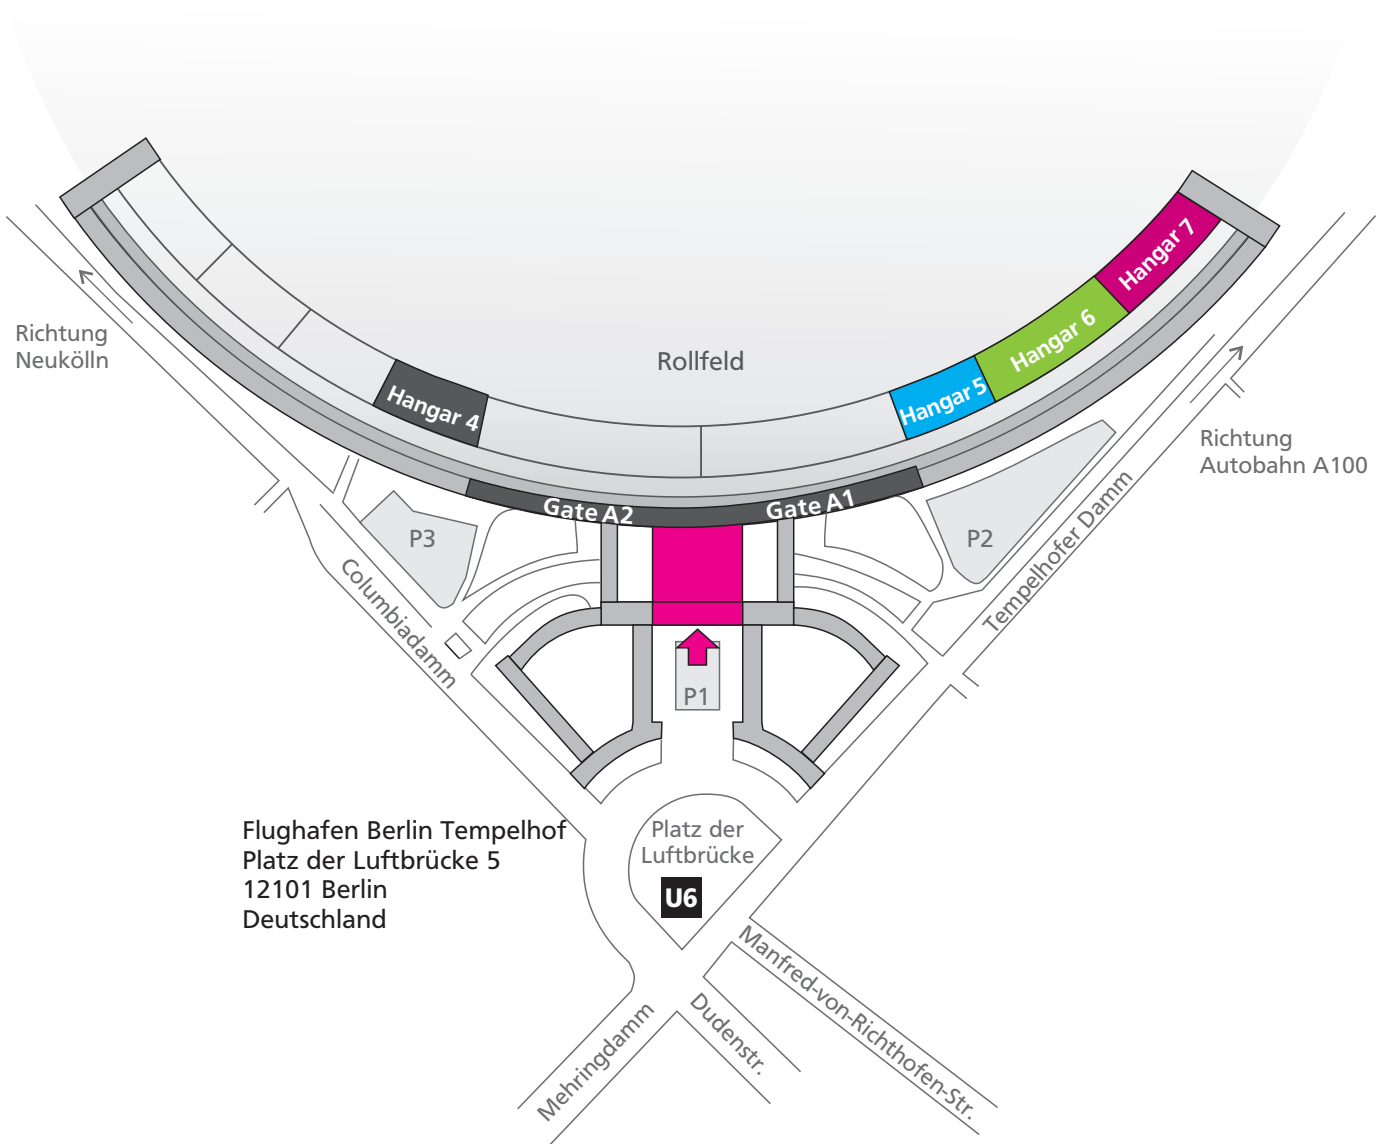 Hangar 7
Hangar 6
Richtung
Neukölln
Rollfeld
Hangar 4
Hangar 5
Richtung
Autobahn A100
Gate A2
Gate A1
P3
P2
Columbiadamm
Tempelhofer Damm
P1
Flughafen Berlin Tempelhof
Platz der Luftbrücke 5
12101 Berlin
Deutschland
Platz der
Luftbrücke
U6
Manfred-von-Richthofen-Str.
Dudenstr.
Mehringdamm